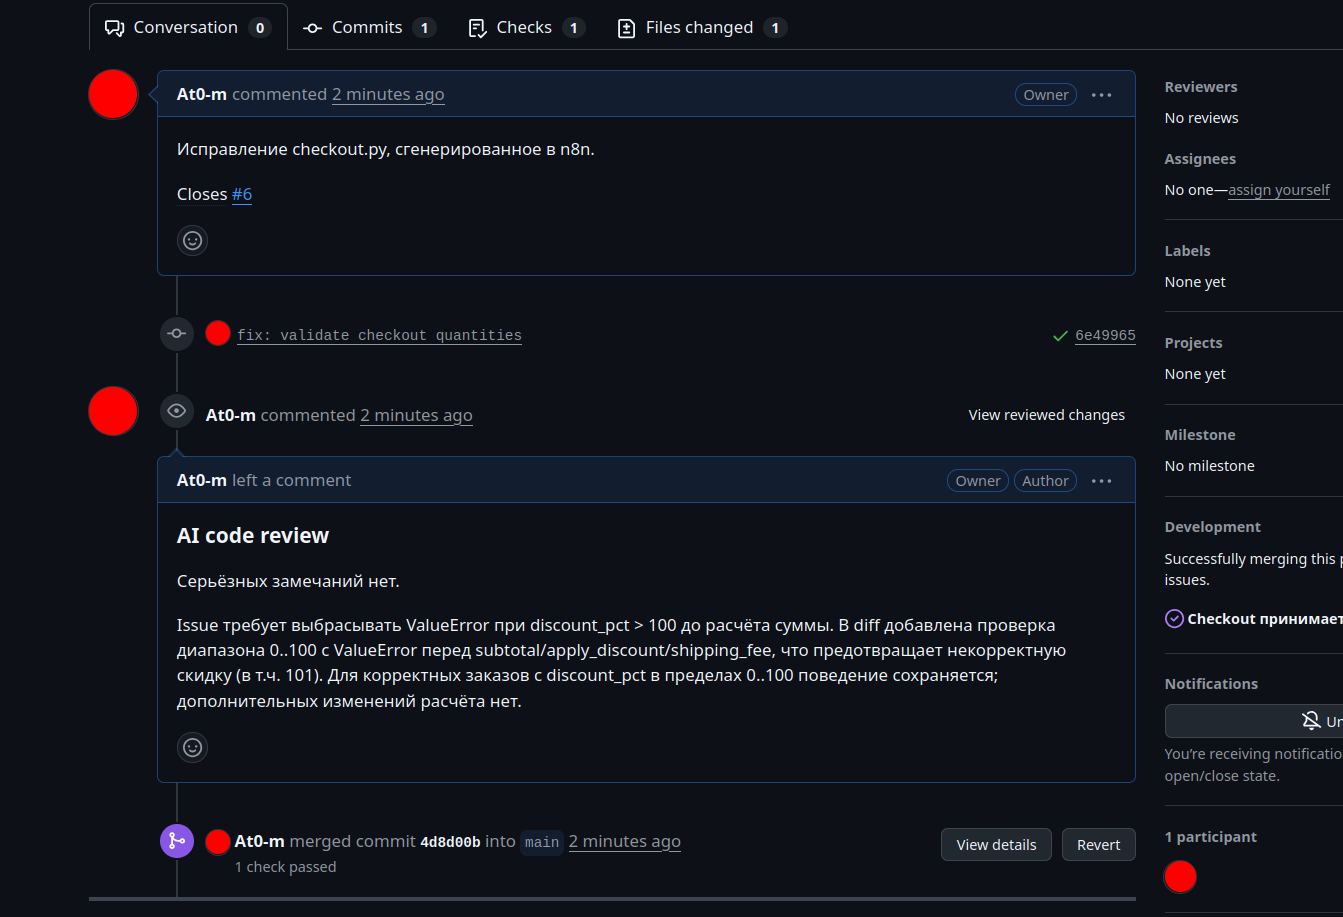 Conversation 0 Commits 1 Checks 1 Files changed 1
At0-m commented 2 minutes ago Owner
Исправление checkout.py, сгенерированное в n8n.
Closes #6
fix: validate checkout quantities 6e49965
At0-m commented 2 minutes ago View reviewed changes
At0-m left a comment Owner Author
AI code review
Серьёзных замечаний нет.
Issue требует выбрасывать ValueError при discount_pct > 100 до расчёта суммы. В diff добавлена проверка
диапазона 0..100 с ValueError перед subtotal/apply_discount/shipping_fee, что предотвращает некорректную
скидку (в т.ч. 101). Для корректных заказов с discount_pct в пределах 0..100 поведение сохраняется;
дополнительных изменений расчёта нет.
At0-m merged commit 4d8d00b into main 2 minutes ago View details Revert
1 check passed
Reviewers
No reviews
Assignees
No one—assign yourself
Labels
None yet
Projects
None yet
Milestone
No milestone
Development
Successfully merging this
issues.
Checkout принимает
Notifications
Un
You're receiving notificatio
open/close state.
1 participant